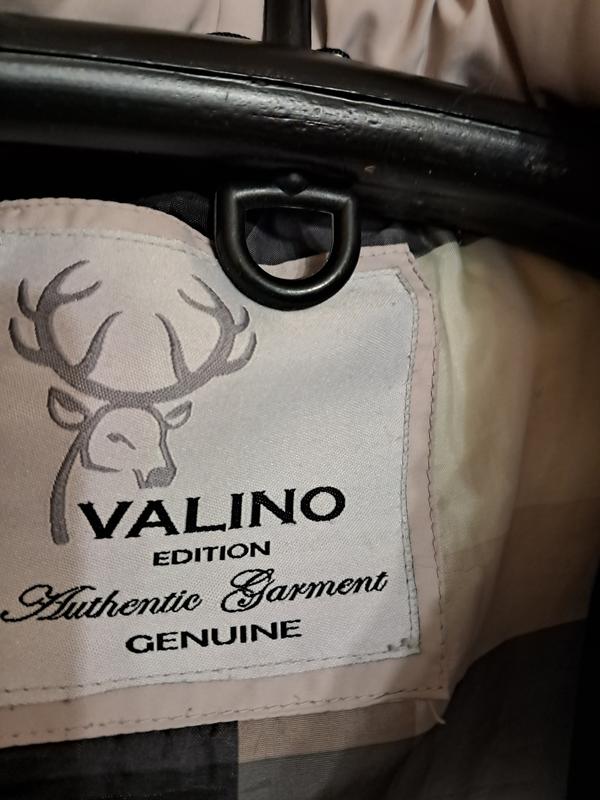 VALINO
EDITION
Authentic Garment
GENUINE